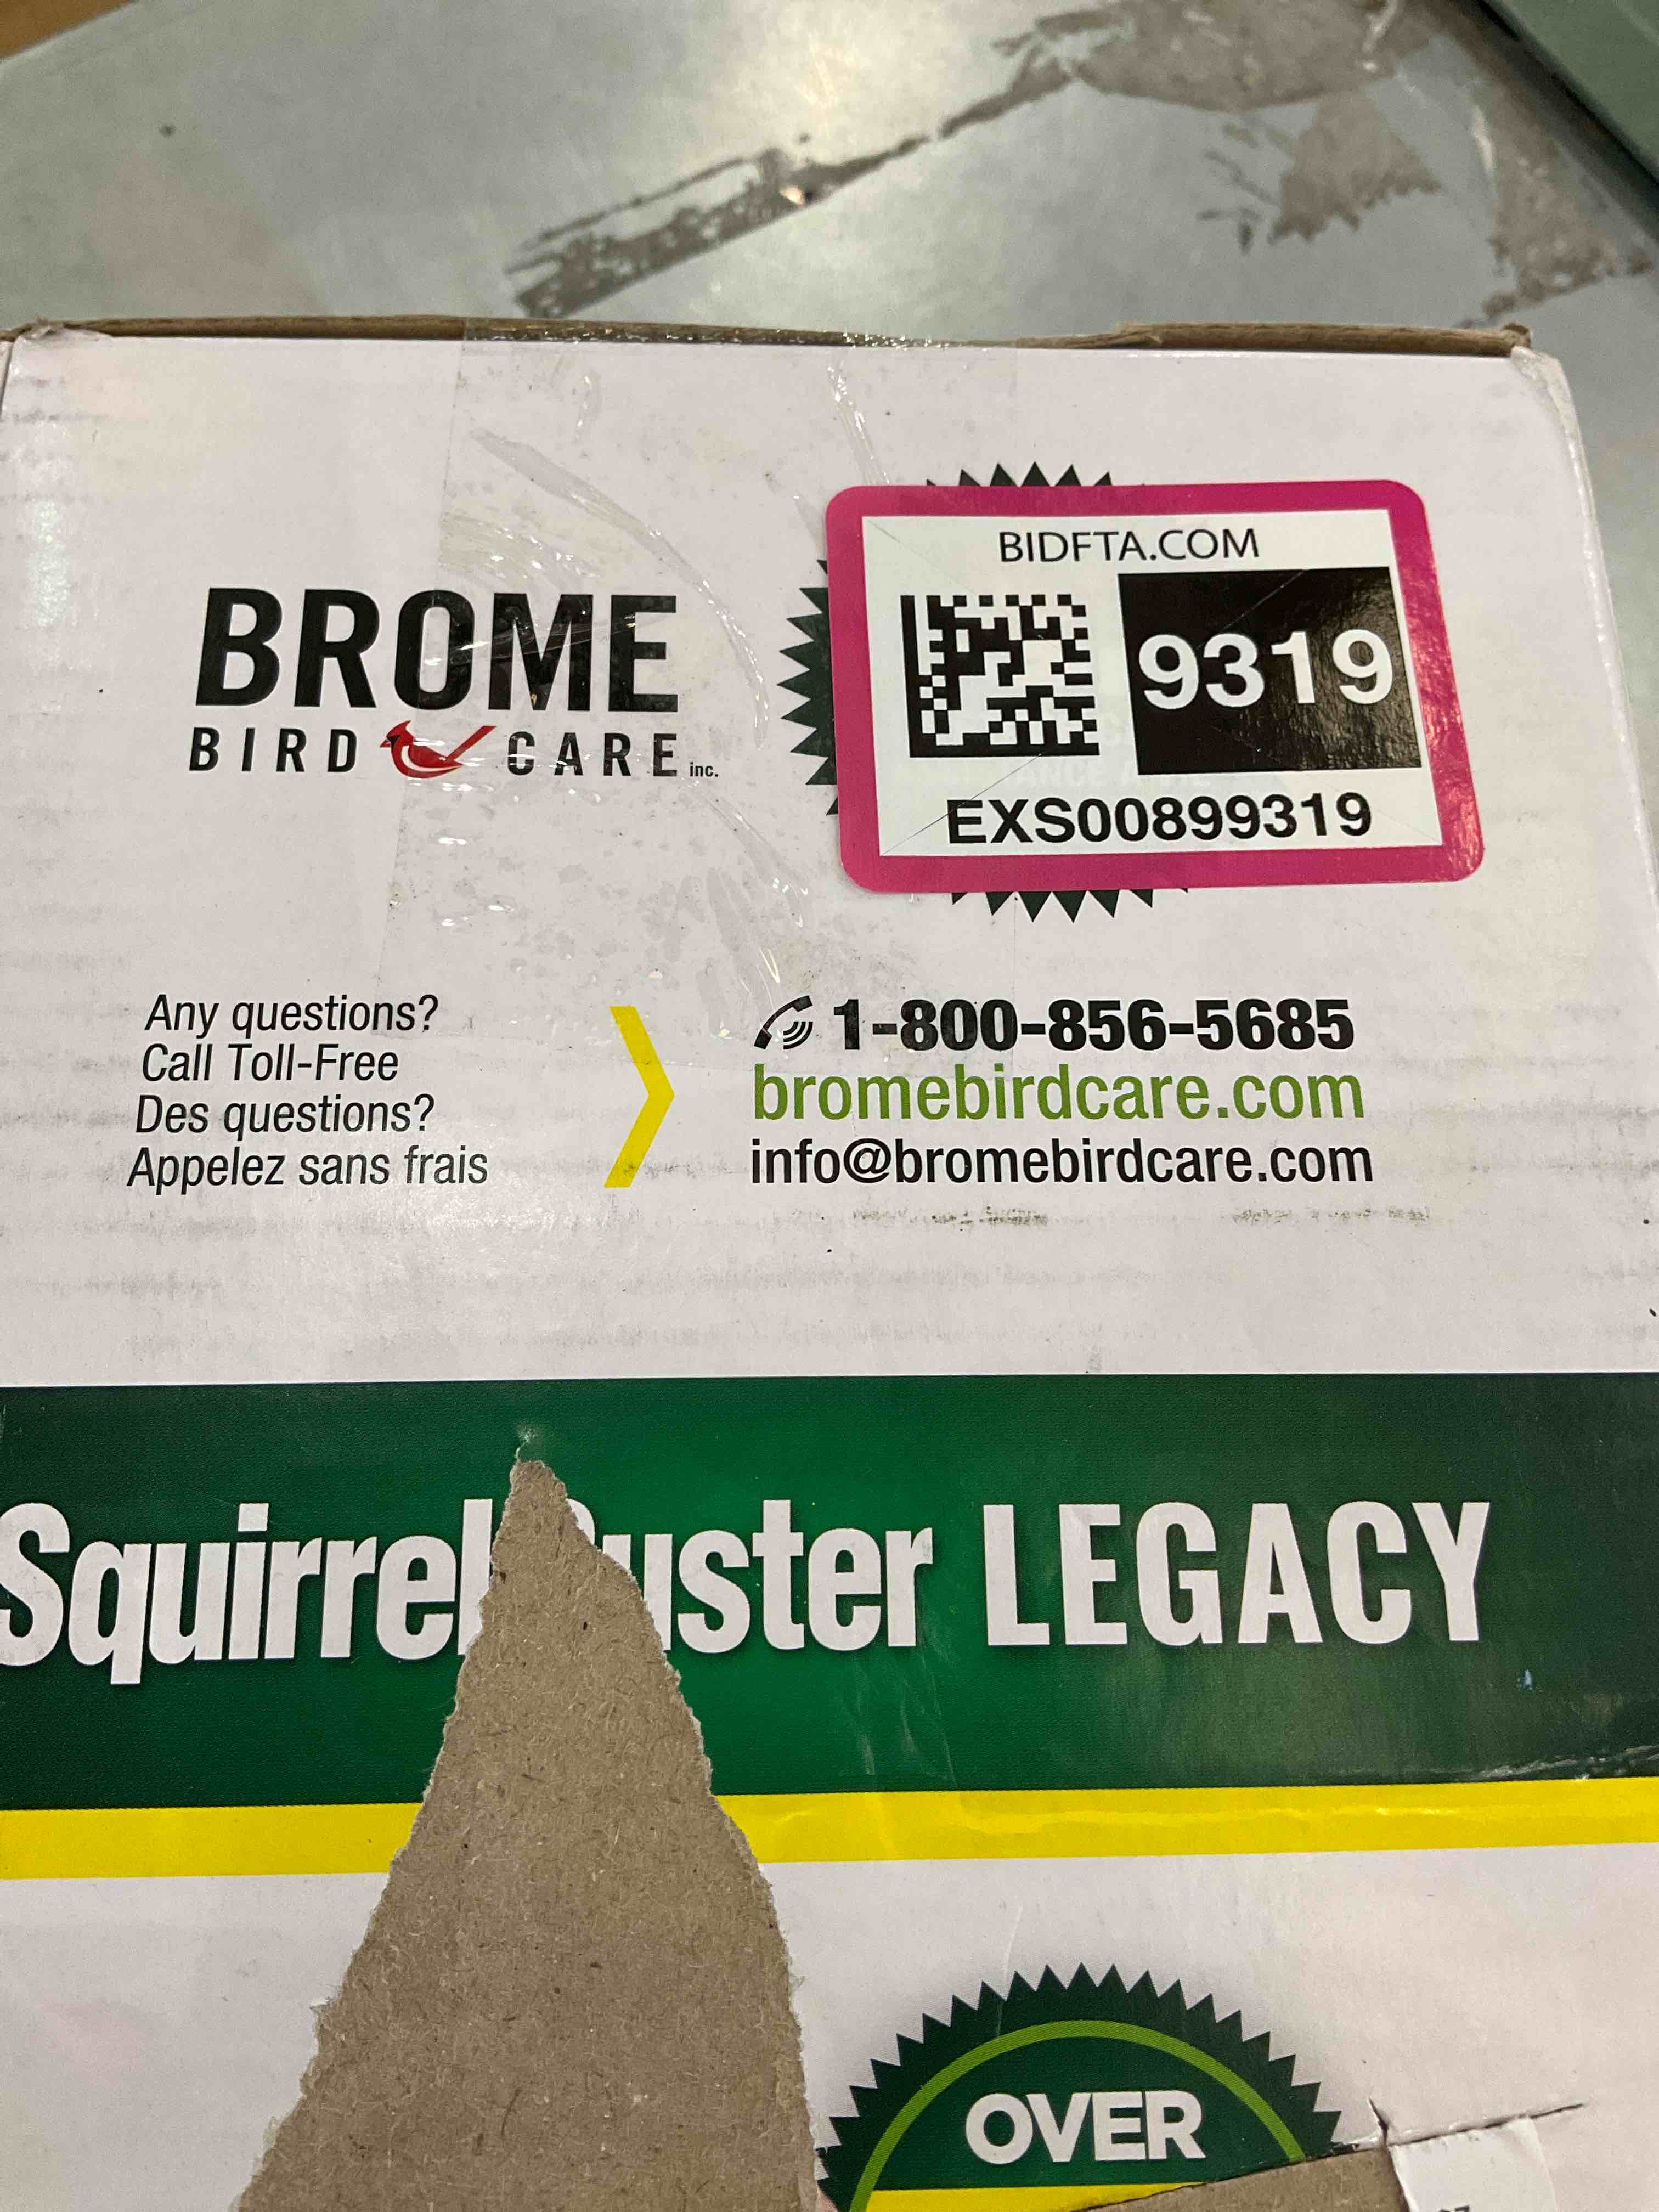 BIDFTA.COM
9319
EXS00899319
BROME
BIRD CARE inc.
Any questions?
Call Toll-Free
Des questions?
Appelez sans frais
1-800-856-5685
bromebirdcare.com
info@bromebirdcare.com
Squirrel uster LEGACY
OVER